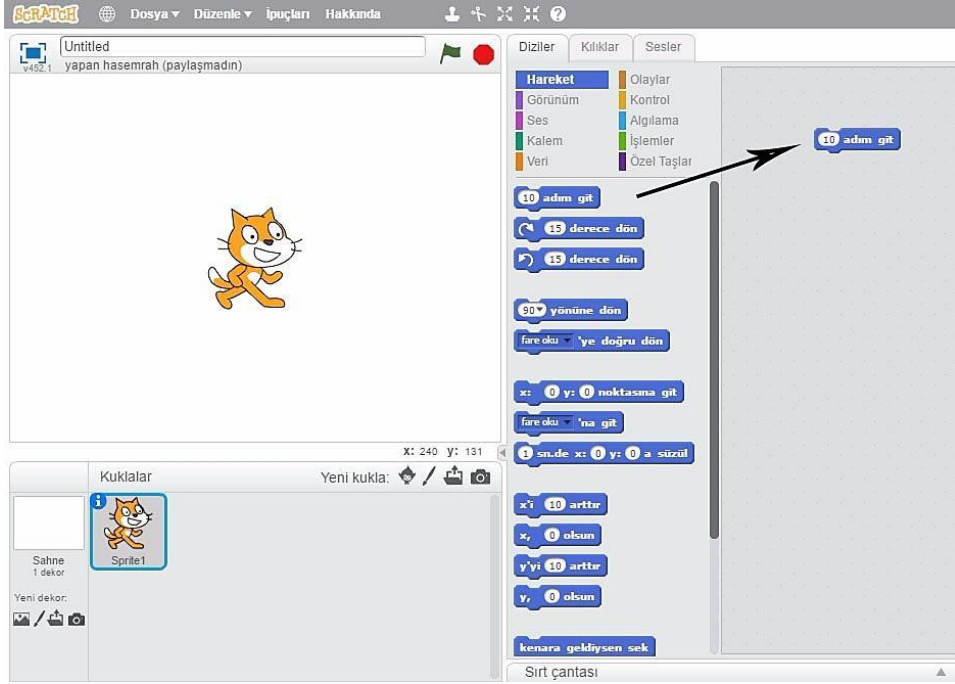 SCRATCH Dosya Düzenle İpuçları Hakkında
Untitled
v452.1 yapan hasemrah (paylaşmadın)
x: 240 y: 131
Kuklalar Yeni kukla:
Sahne
1 dekor
Sprite1
Yeni dekor:
Diziler Kılıklar Sesler
Hareket Olaylar
Görünüm Kontrol
Ses Algılama
Kalem İşlemler
Veri Özel Taşlar
10 adım git
15 derece dön
15 derece dön
90 yönüne dön
fare oku 'ye doğru dön
x: 0 y: 0 noktasına git
fare oku 'na git
1 sn.de x: 0 y: 0 a süzül
x'i 10 arttır
x, 0 olsun
y'yi 10 arttır
y, 0 olsun
kenara geldiysen sek
10 adım git
Sırt çantası